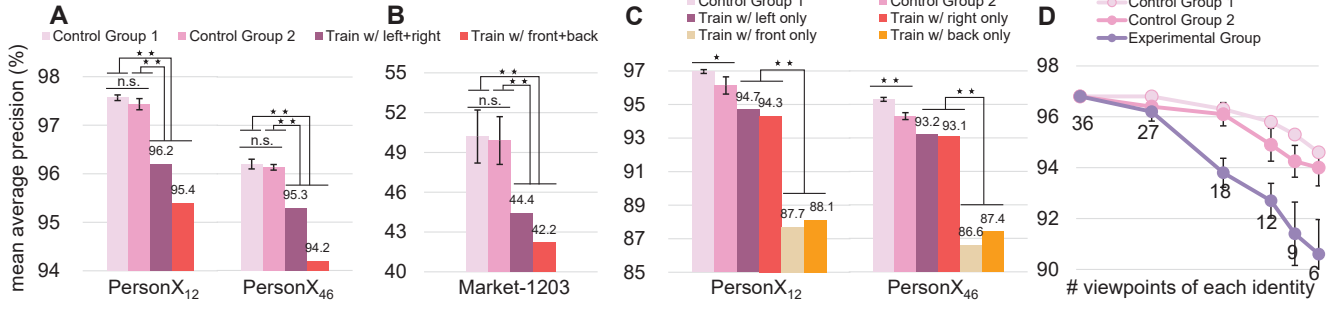 A
Control Group 1 Control Group 2 Train w/ left+right Train w/ front+back
mean average precision (%)
98
97
96
95
94
★ ★
★ ★
n.s.
96.2
95.4
★ ★
★ ★
n.s.
95.3
94.2
PersonX12 PersonX46
B
55
52
49
46
43
40
★ ★
★ ★
n.s.
44.4
42.2
Market-1203
C
Control Group 1 Control Group 2
Train w/ left only Train w/ right only
Train w/ front only Train w/ back only
97
95
93
91
89
87
85
★
★ ★
94.7
94.3
87.7
88.1
★ ★
★ ★
93.2
93.1
86.6
87.4
PersonX12 PersonX46
D
Control Group 1
Control Group 2
Experimental Group
98
96
94
92
90
36
27
18
12
9
6
# viewpoints of each identity